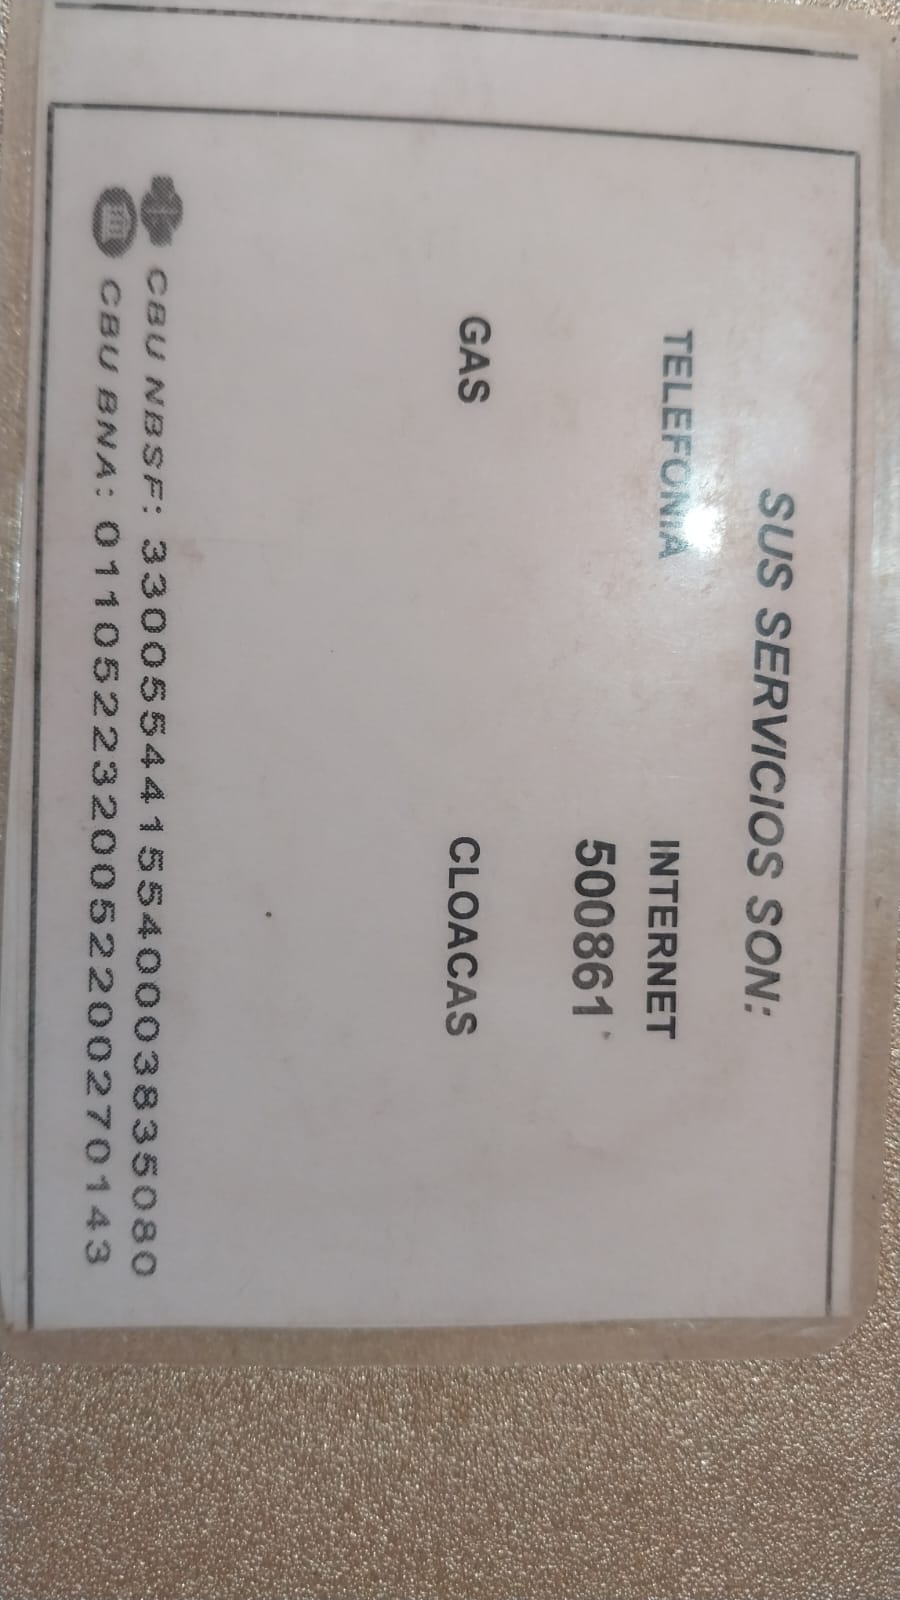 SUS SERVICIOS SON:
TELEFONIA INTERNET
500861
GAS CLOACAS
CBU NBSF: 3300554415540003835080
CBU BNA: 0110522320052200270143